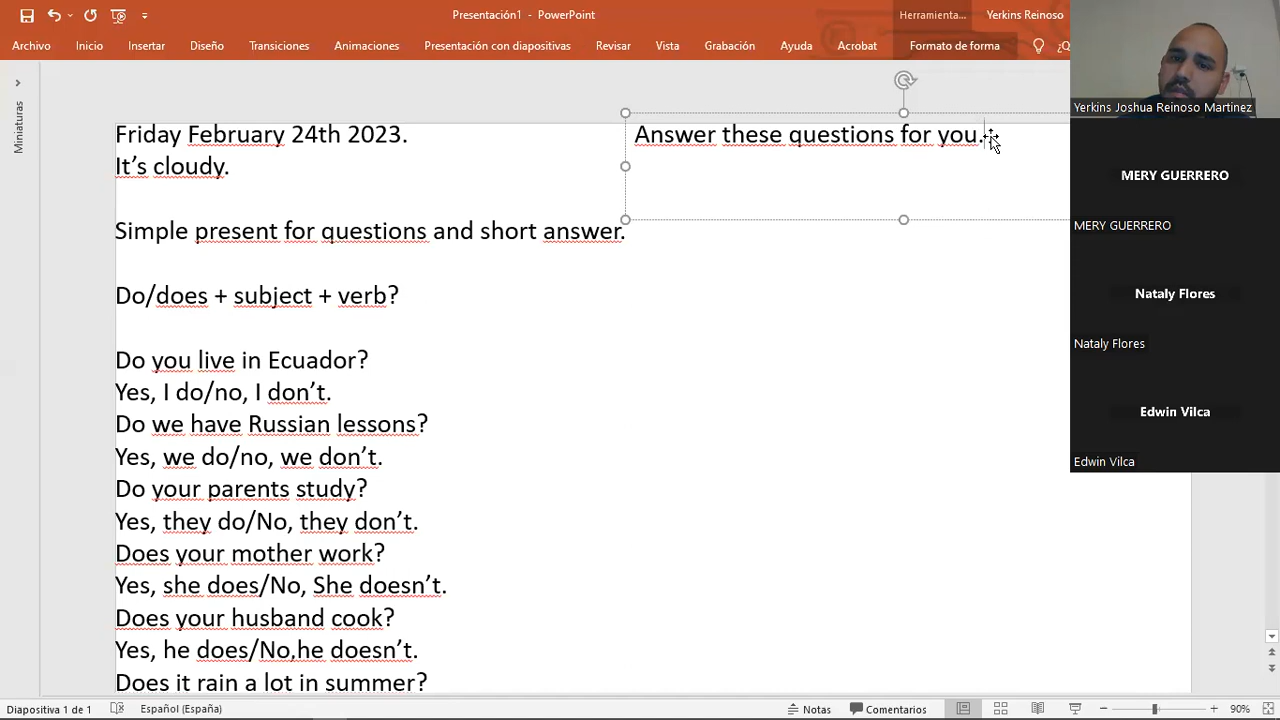 Presentación1 - PowerPoint
Herramienta...
Yerkins Reinoso
Archivo Inicio Insertar Diseño Transiciones Animaciones Presentación con diapositivas Revisar Vista Grabación Ayuda Acrobat Formato de forma ¿Q
Miniaturas
Friday February 24th 2023.
It’s cloudy.
Simple present for questions and short answer.
Do/does + subject + verb?
Do you live in Ecuador?
Yes, I do/no, I don’t.
Do we have Russian lessons?
Yes, we do/no, we don’t.
Do your parents study?
Yes, they do/No, they don’t.
Does your mother work?
Yes, she does/No, She doesn’t.
Does your husband cook?
Yes, he does/No,he doesn’t.
Does it rain a lot in summer?
Answer these questions for you.
Yerkins Joshua Reinoso Martinez
MERY GUERRERO
MERY GUERRERO
Nataly Flores
Nataly Flores
Edwin Vilca
Edwin Vilca
Diapositiva 1 de 1 Español (España) Notas Comentarios 90%